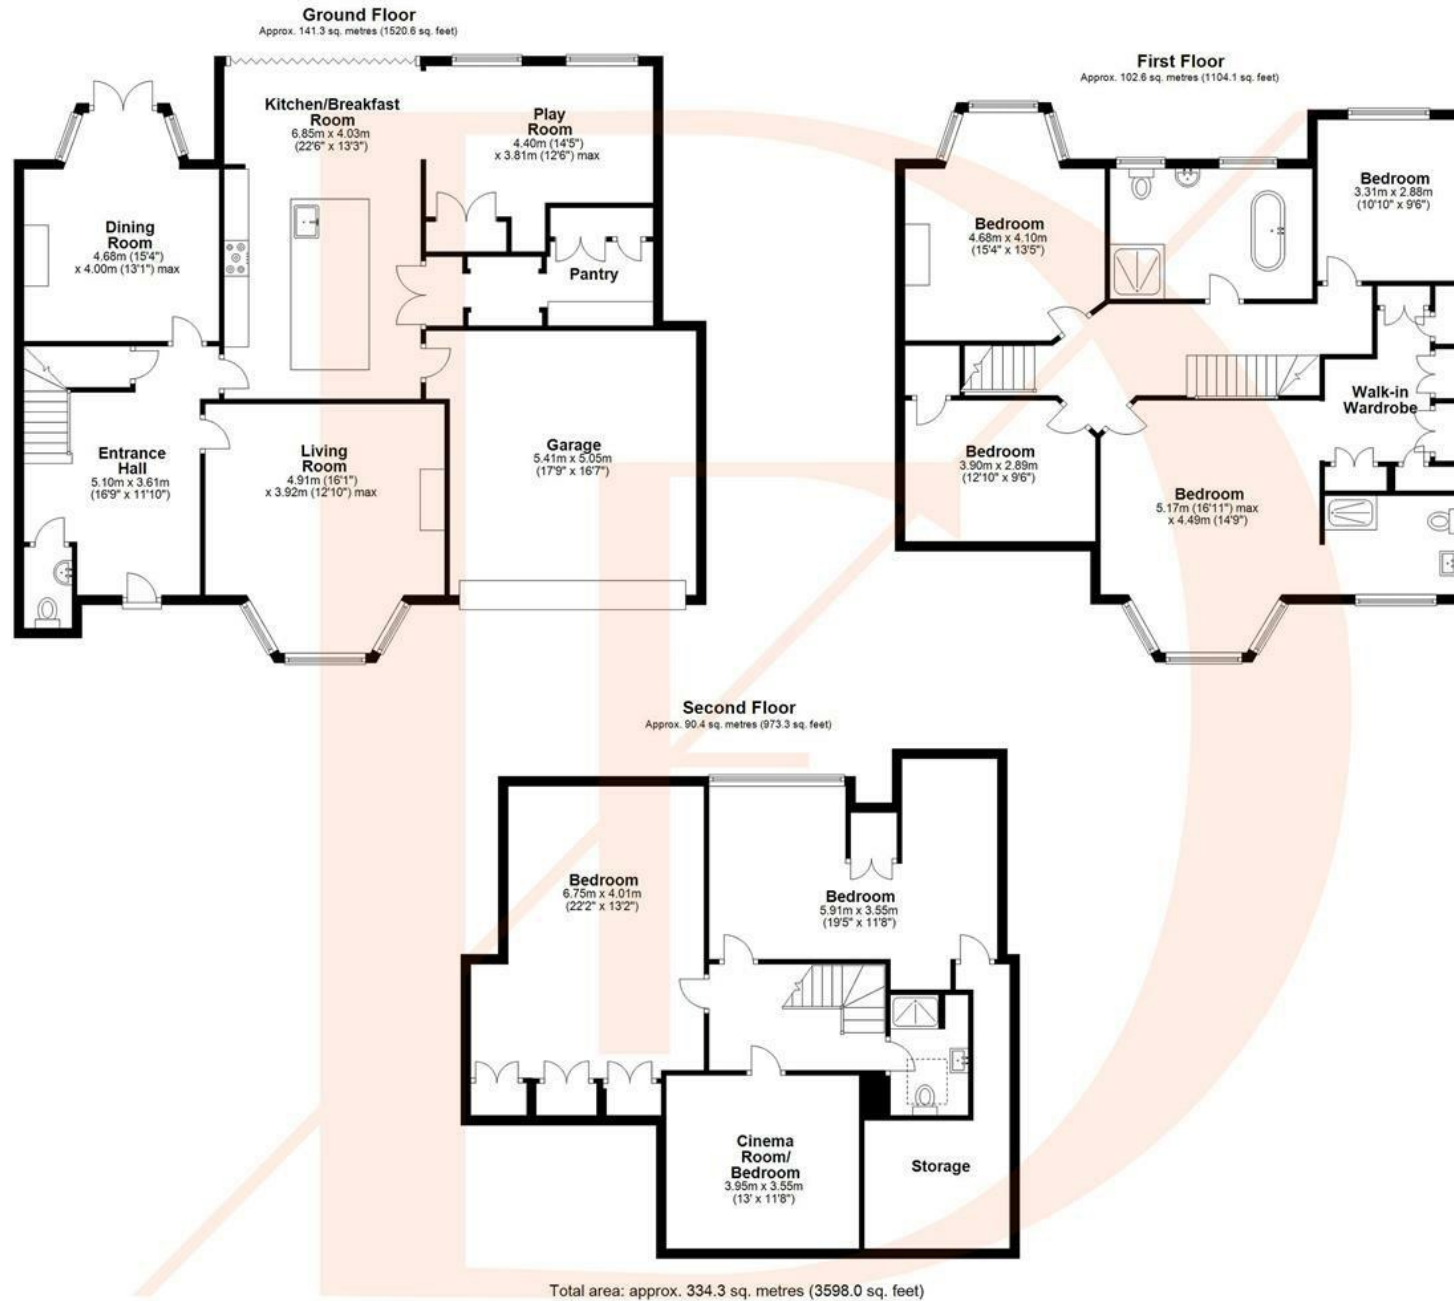 Ground Floor
Approx. 141.3 sq. metres (1520.6 sq. feet)
Kitchen/Breakfast
Room
6.85m x 4.03m
(22'6" x 13'3")
Play
Room
4.40m (14'5")
x 3.81m (12'6") max
Dining
Room
4.68m (15'4")
x 4.00m (13'1") max
Pantry
Entrance
Hall
5.10m x 3.61m
(16'9" x 11'10")
Living
Room
4.91m (16'1")
x 3.92m (12'10") max
Garage
5.41m x 5.05m
(17'9" x 16'7")
First Floor
Approx. 102.6 sq. metres (1104.1 sq. feet)
Bedroom
3.31m x 2.88m
(10'10" x 9'6")
Bedroom
4.68m x 4.10m
(15'4" x 13'5")
Walk-in
Wardrobe
Bedroom
3.90m x 2.89m
(12'10" x 9'6")
Bedroom
5.17m (16'11") max
x 4.49m (14'9")
Second Floor
Approx. 90.4 sq. metres (973.3 sq. feet)
Bedroom
6.75m x 4.01m
(22'2" x 13'2")
Bedroom
5.91m x 3.55m
(19'5" x 11'8")
Cinema
Room/
Bedroom
3.95m x 3.55m
(13' x 11'8")
Storage
Total area: approx. 334.3 sq. metres (3598.0 sq. feet)